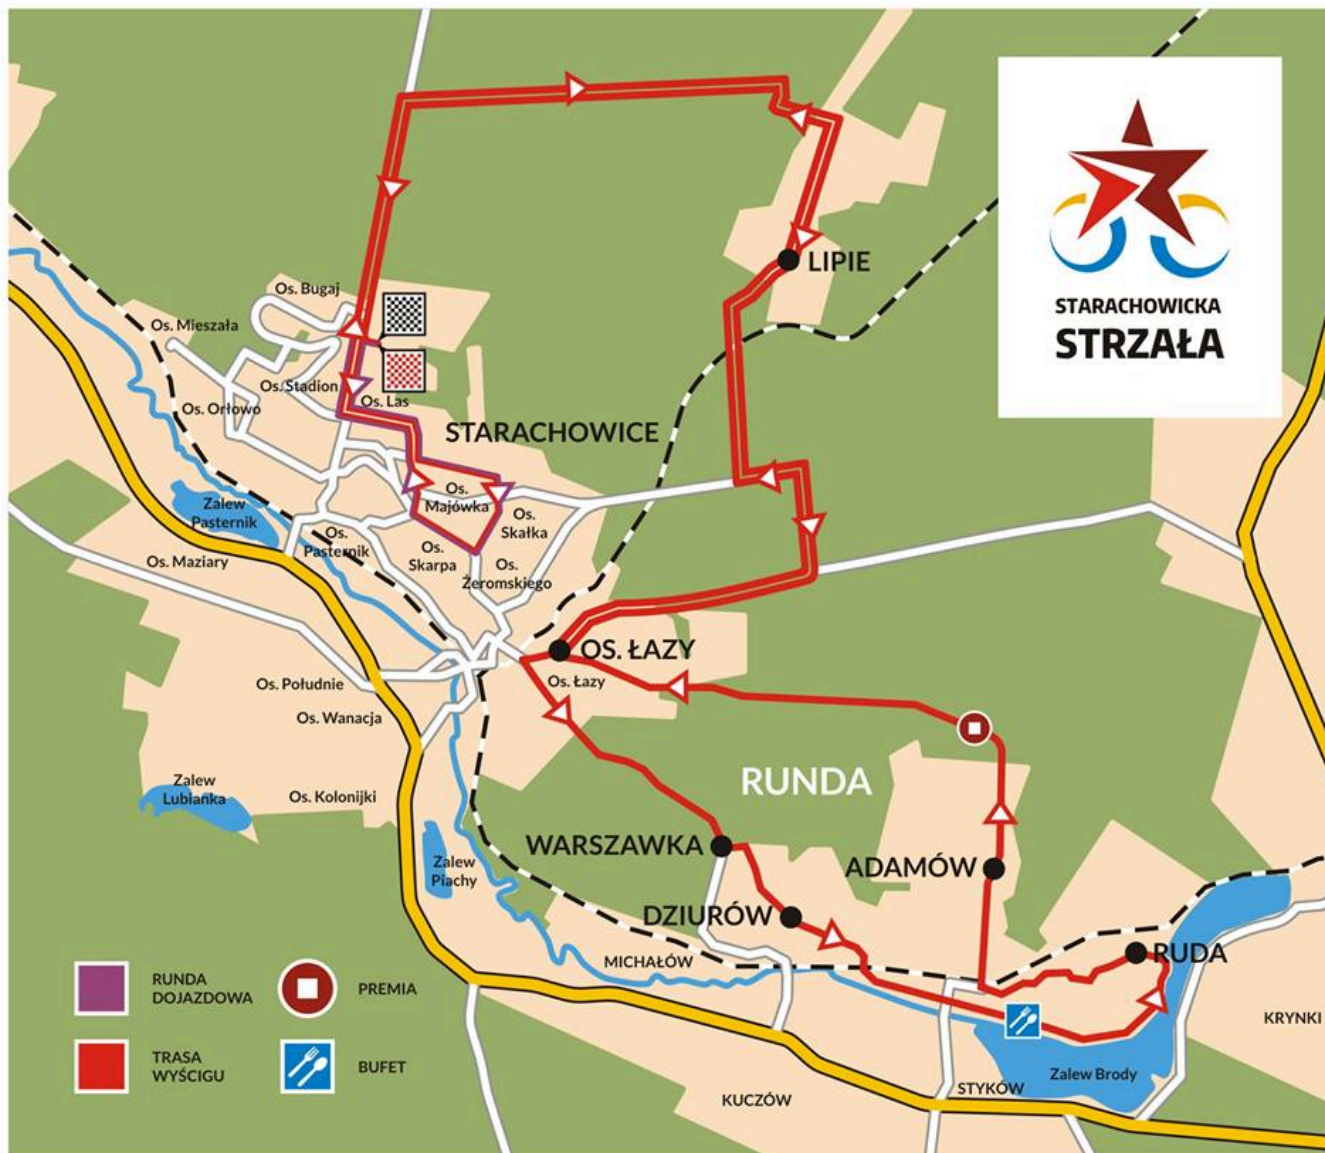 STARACHOWICKA
STRZAŁA
LIPIE
Os. Bugaj
Os. Mieszała
Os. Stadion
Os. Las
Os. Orłowo
STARACHOWICE
Os.
Majówka
Os.
Skałka
Zalew
Pasternik
Os.
Pasternik
Os.
Skarpa
Os.
Żeromskiego
Os. Maziary
OS. ŁAZY
Os. Łazy
Os. Południe
Os. Wanacja
Zalew
Lubianka
Os. Kolonijki
RUNDA
WARSZAWKA
Zalew
Piachy
ADAMÓW
DZIURÓW
MICHAŁÓW
RUDA
KRYNKI
Zalew Brody
STYKÓW
KUCZÓW
RUNDA
DOJAZDOWA
PREMIA
TRASA
WYŚCIGU
BUFET